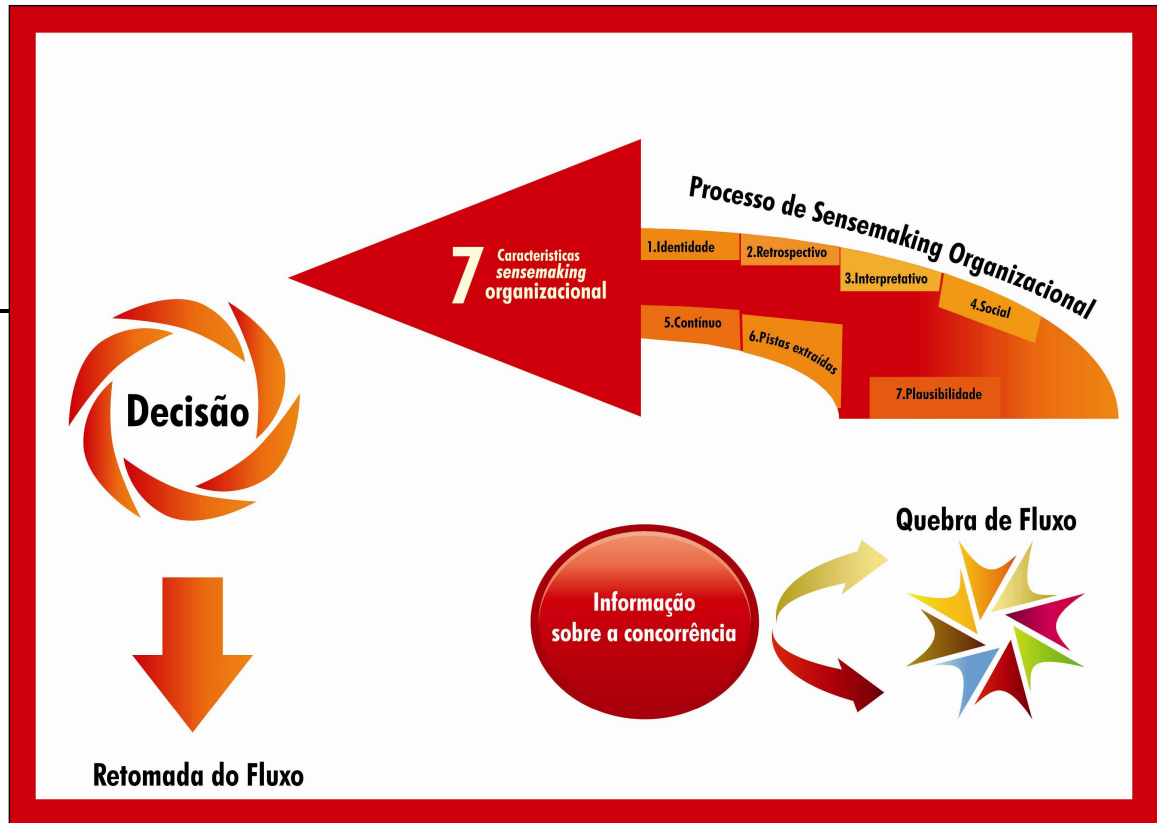 Processo de Sensemaking Organizacional
7
Caracteristicas
sensemaking
organizacional
1.Identidade
2.Retrospectivo
3.Interpretativo
4.Social
5.Contínuo
6.Pistas extraídas
7.Plausibilidade
Decisão
Quebra de Fluxo
Informação
sobre a concorrência
Retomada do Fluxo